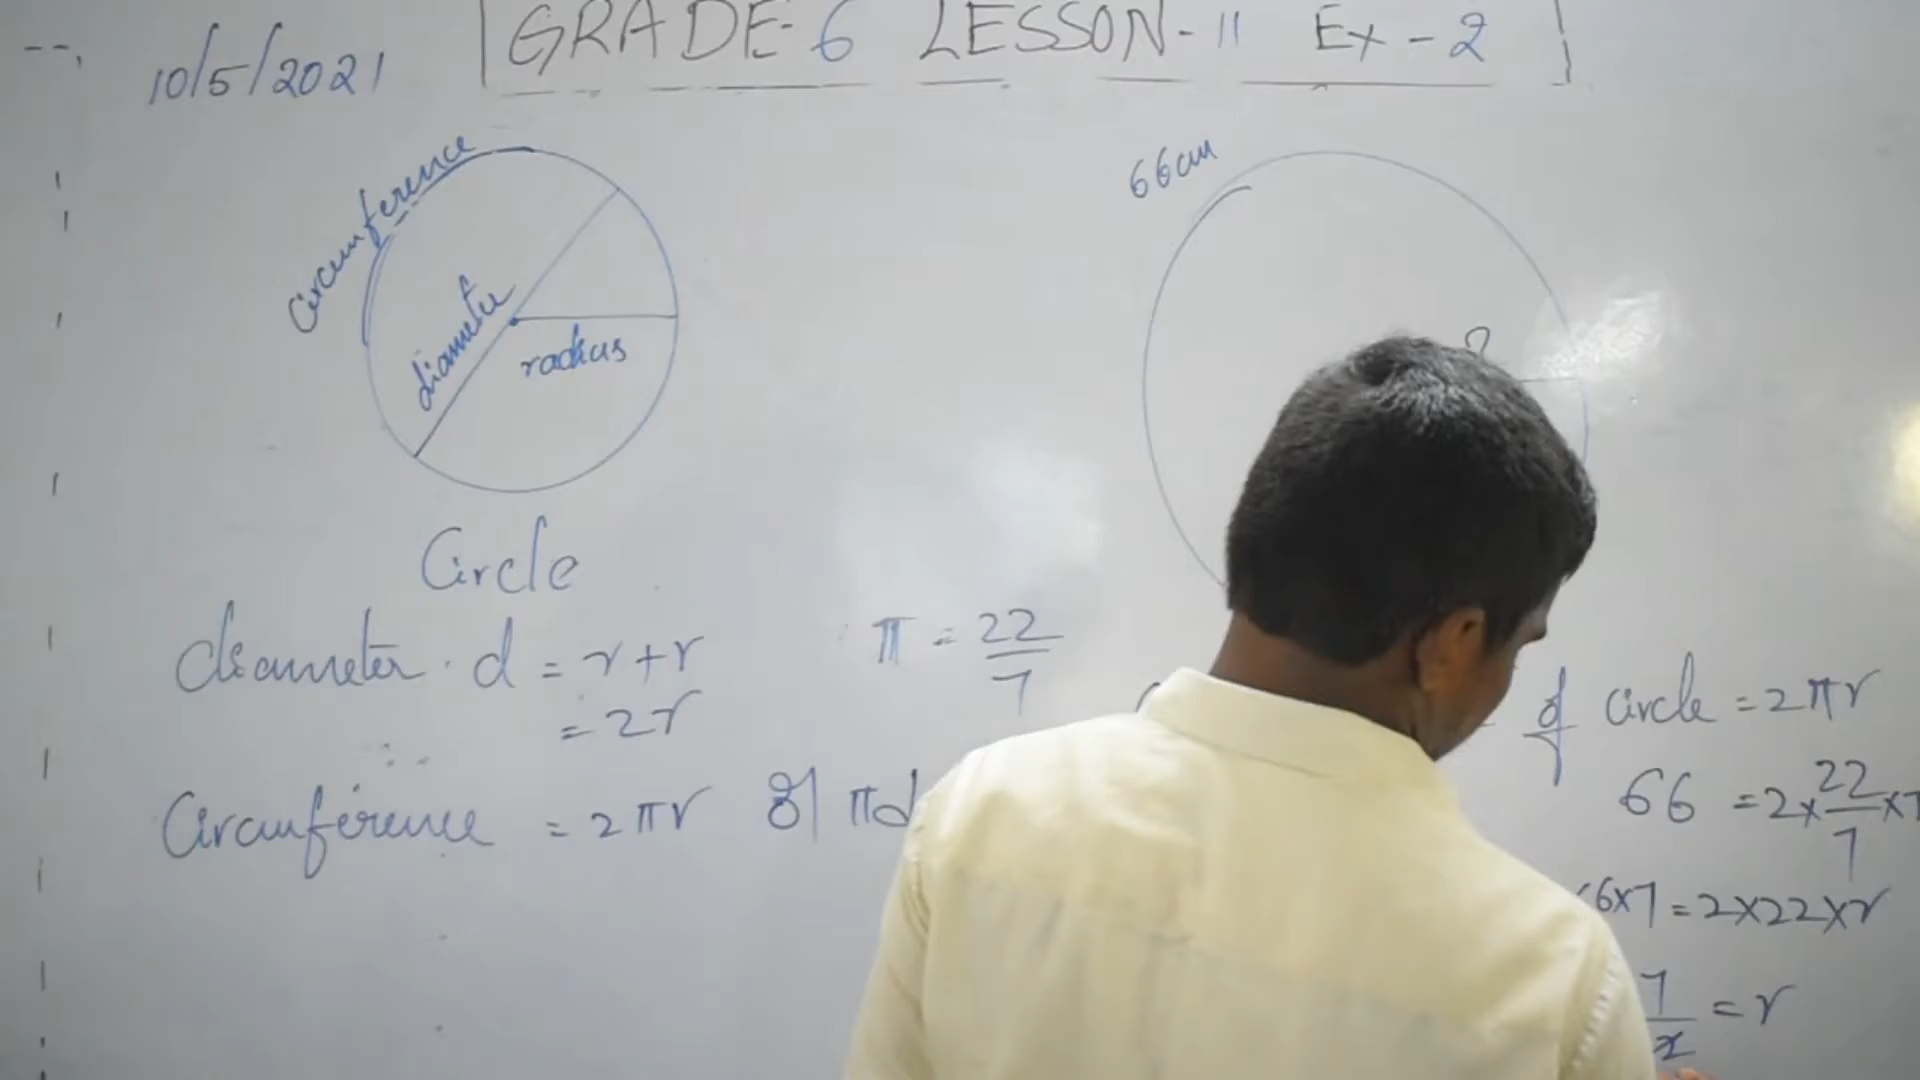 10/5/2021
GRADE-6 LESSON-11 Ex-2
Circumference
diameter
radius
Circle
diameter. d = r+r
= 2r
π = 22/7
Circumference = 2πr or πd
66cm
?
of circle = 2πr
66 = 2×22/7×r
6×7 = 2×22×r
= r